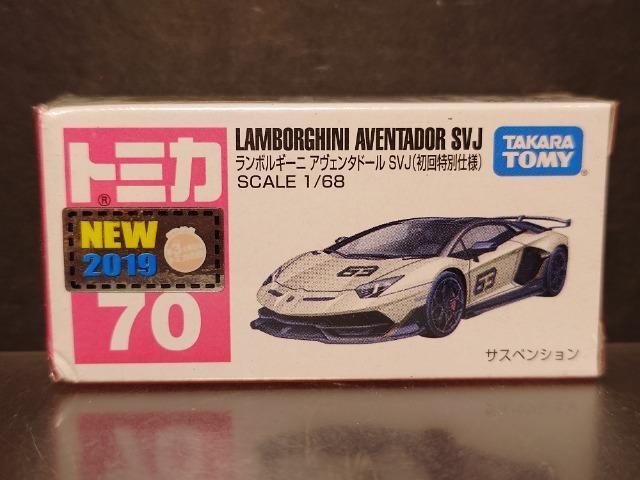 トミカ
®
NEW
2019
70
LAMBORGHINI AVENTADOR SVJ
ランボルギーニ アヴェンタドール SVJ(初回特別仕様)
SCALE 1/68
TAKARA
TOMY
®
63
63
サスペンション